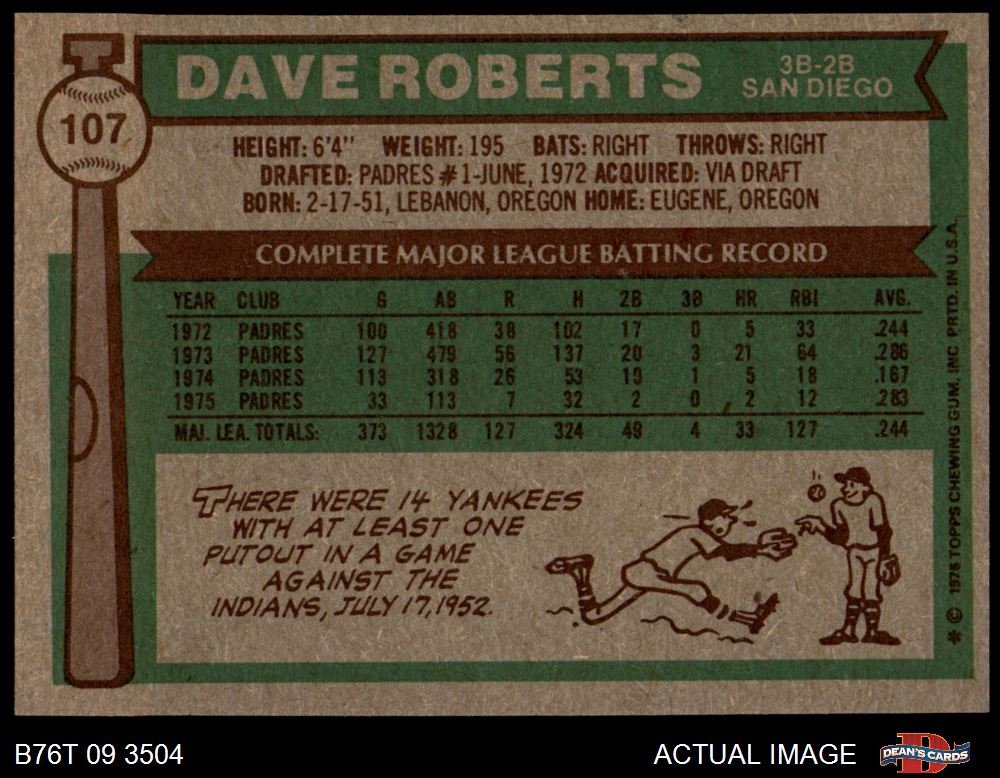 DAVE ROBERTS
3B-2B
SAN DIEGO
107
HEIGHT: 6'4" WEIGHT: 195 BATS: RIGHT THROWS: RIGHT
DRAFTED: PADRES #1-JUNE, 1972 ACQUIRED: VIA DRAFT
BORN: 2-17-51, LEBANON, OREGON HOME: EUGENE, OREGON
COMPLETE MAJOR LEAGUE BATTING RECORD
YEAR CLUB G AB R H 2B 3B HR RBI AVG.
1972 PADRES 100 418 38 102 17 0 5 33 .244
1973 PADRES 127 479 56 137 20 3 21 64 .286
1974 PADRES 113 318 26 53 10 1 5 18 .167
1975 PADRES 33 113 7 32 2 0 2 12 .283
MAJ. LEA. TOTALS: 373 1328 127 324 49 4 33 127 .244
THERE WERE 14 YANKEES
WITH AT LEAST ONE
PUTOUT IN A GAME
AGAINST THE
INDIANS, JULY 17, 1952.
* © 1976 TOPPS CHEWING GUM, INC. PRTD. IN U.S.A.
B76T 09 3504
ACTUAL IMAGE
DEAN'S CARDS